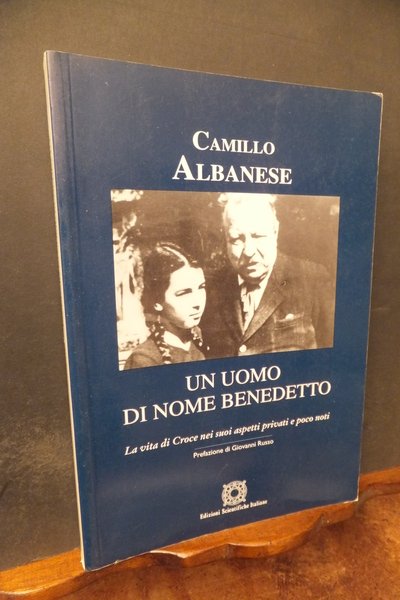 CAMILLO
ALBANESE
UN UOMO
DI NOME BENEDETTO
La vita di Croce nei suoi aspetti privati e poco noti
Prefazione di Giovanni Russo
Edizioni Scientifiche Italiane